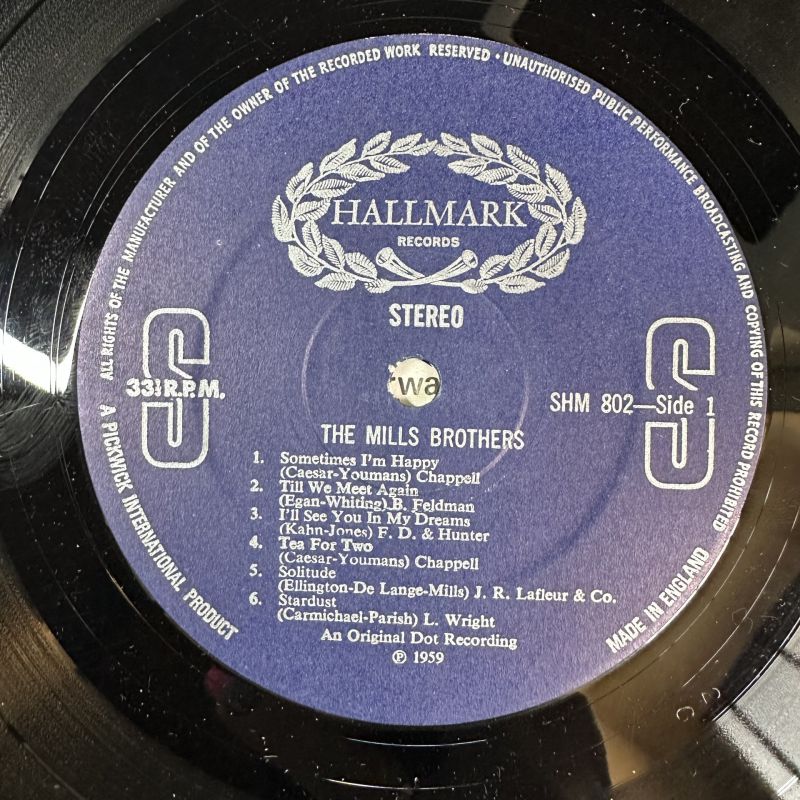 ALL RIGHTS OF THE MANUFACTURER AND OF THE OWNER OF THE RECORDED WORK RESERVED • UNAUTHORISED PUBLIC PERFORMANCE BROADCASTING AND COPYING OF THIS RECORD PROHIBITED
HALLMARK
RECORDS
STEREO
S
33⅓ R.P.M.
wa
S
SHM 802—Side 1
THE MILLS BROTHERS
1. Sometimes I'm Happy
(Caesar-Youmans) Chappell
2. Till We Meet Again
(Egan-Whiting) B. Feldman
3. I'll See You In My Dreams
(Kahn-Jones) F. D. & Hunter
4. Tea For Two
(Caesar-Youmans) Chappell
5. Solitude
(Ellington-De Lange-Mills) J. R. Lafleur & Co.
6. Stardust
(Carmichael-Parish) L. Wright
An Original Dot Recording
℗ 1959
A PICKWICK INTERNATIONAL PRODUCT
MADE IN ENGLAND